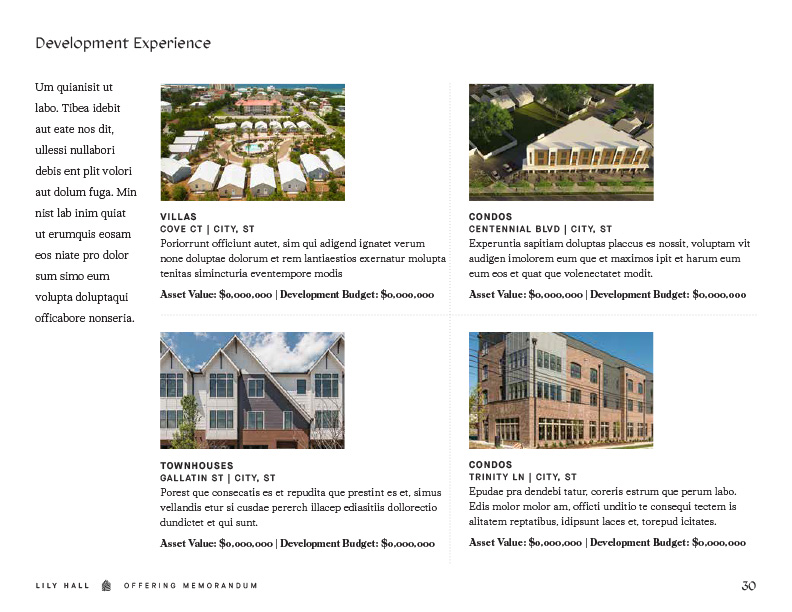 Development Experience
Um quianisit ut
labo. Tibea idebit
aut eate nos dit,
ullessi nullabori
debis ent plit volori
aut dolum fuga. Min
nist lab inim quiat
ut erumquis eosam
eos niate pro dolor
sum simo eum
volupta doluptaqui
officabore nonseria.
VILLAS
COVE CT | CITY, ST
Poriorrunt officiunt autet, sim qui adigend ignatet verum
none doluptae dolorum et rem lantiaestios exernatur molupta
tenitas simincturia eventempore modis
Asset Value: $0,000,000 | Development Budget: $0,000,000
CONDOS
CENTENNIAL BLVD | CITY, ST
Experuntia sapitiam doluptas placcus es nossit, voluptam vit
audigen imolorem eum que et maximos ipit et harum eum
eum eos et quat que volenectatet modit.
Asset Value: $0,000,000 | Development Budget: $0,000,000
TOWNHOUSES
GALLATIN ST | CITY, ST
Porest que consecatis es et repudita que prestint es et, simus
vellandis etur si cusdae pererch illacep ediasitiis dollorectio
dundictet et qui sunt.
Asset Value: $0,000,000 | Development Budget: $0,000,000
CONDOS
TRINITY LN | CITY, ST
Epudae pra dendebi tatur, coreris estrum que perum labo.
Edis molor molor am, officti unditio te consequi tectem is
alitatem reptatibus, idipsunt laces et, torepud icitates.
Asset Value: $0,000,000 | Development Budget: $0,000,000
LILY HALL OFFERING MEMORANDUM
30